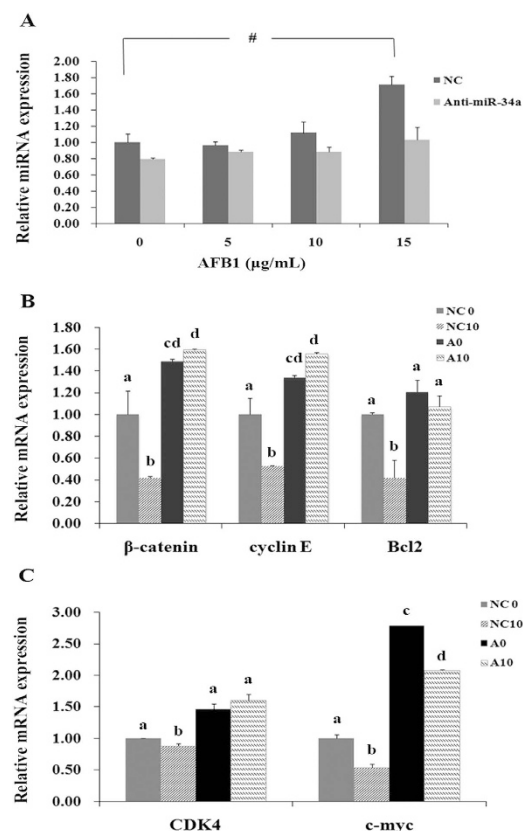 A
#
Relative miRNA expression
2.00
1.80
1.60
1.40
1.20
1.00
0.80
0.60
0.40
0.20
0.00
NC
Anti-miR-34a
0 5 10 15
AFB1 (µg/mL)
B
Relative mRNA expression
1.80
1.60
1.40
1.20
1.00
0.80
0.60
0.40
0.20
0.00
NC 0
NC10
A0
A10
a b cd d a b cd d a b a a
β-catenin cyclin E Bcl2
C
Relative mRNA expression
3.00
2.50
2.00
1.50
1.00
0.50
0.00
NC 0
NC10
A0
A10
a b a a a b c d
CDK4 c-myc